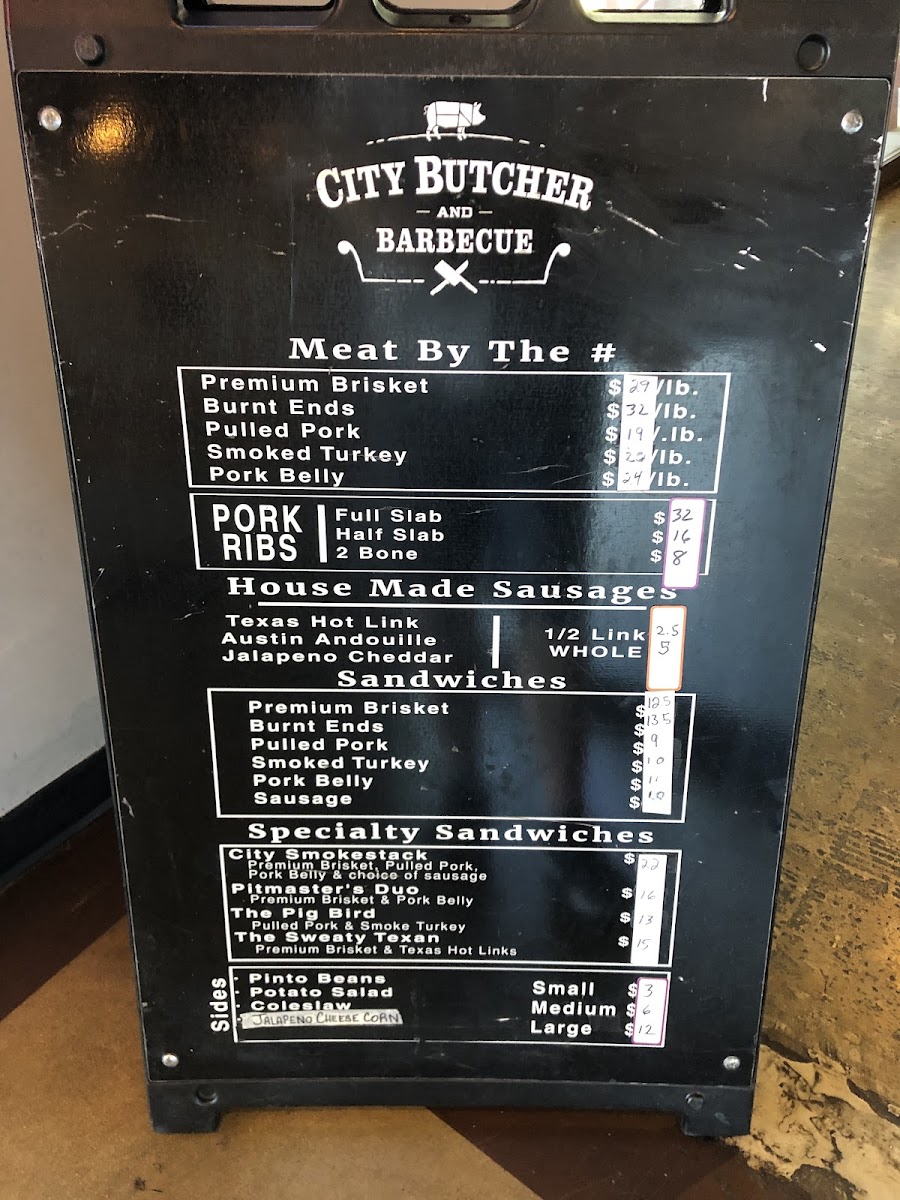 CITY BUTCHER
AND
BARBECUE
Meat By The #
Premium Brisket $29/lb.
Burnt Ends $32/lb.
Pulled Pork $19/.lb.
Smoked Turkey $20/lb.
Pork Belly $24/lb.
PORK RIBS
Full Slab $32
Half Slab $16
2 Bone $8
House Made Sausages
Texas Hot Link
Austin Andouille
Jalapeno Cheddar
1/2 Link 2.5
WHOLE 5
Sandwiches
Premium Brisket $12.5
Burnt Ends $13.5
Pulled Pork $9
Smoked Turkey $10
Pork Belly $11
Sausage $10
Specialty Sandwiches
City Smokestack $22
Premium Brisket, Pulled Pork,
Pork Belly & choice of sausage
Pitmaster's Duo $16
Premium Brisket & Pork Belly
The Pig Bird $13
Pulled Pork & Smoke Turkey
The Sweaty Texan $15
Premium Brisket & Texas Hot Links
Sides
· Pinto Beans
· Potato Salad
· Coleslaw
· JALAPENO CHEESE CORN
Small $3
Medium $6
Large $12